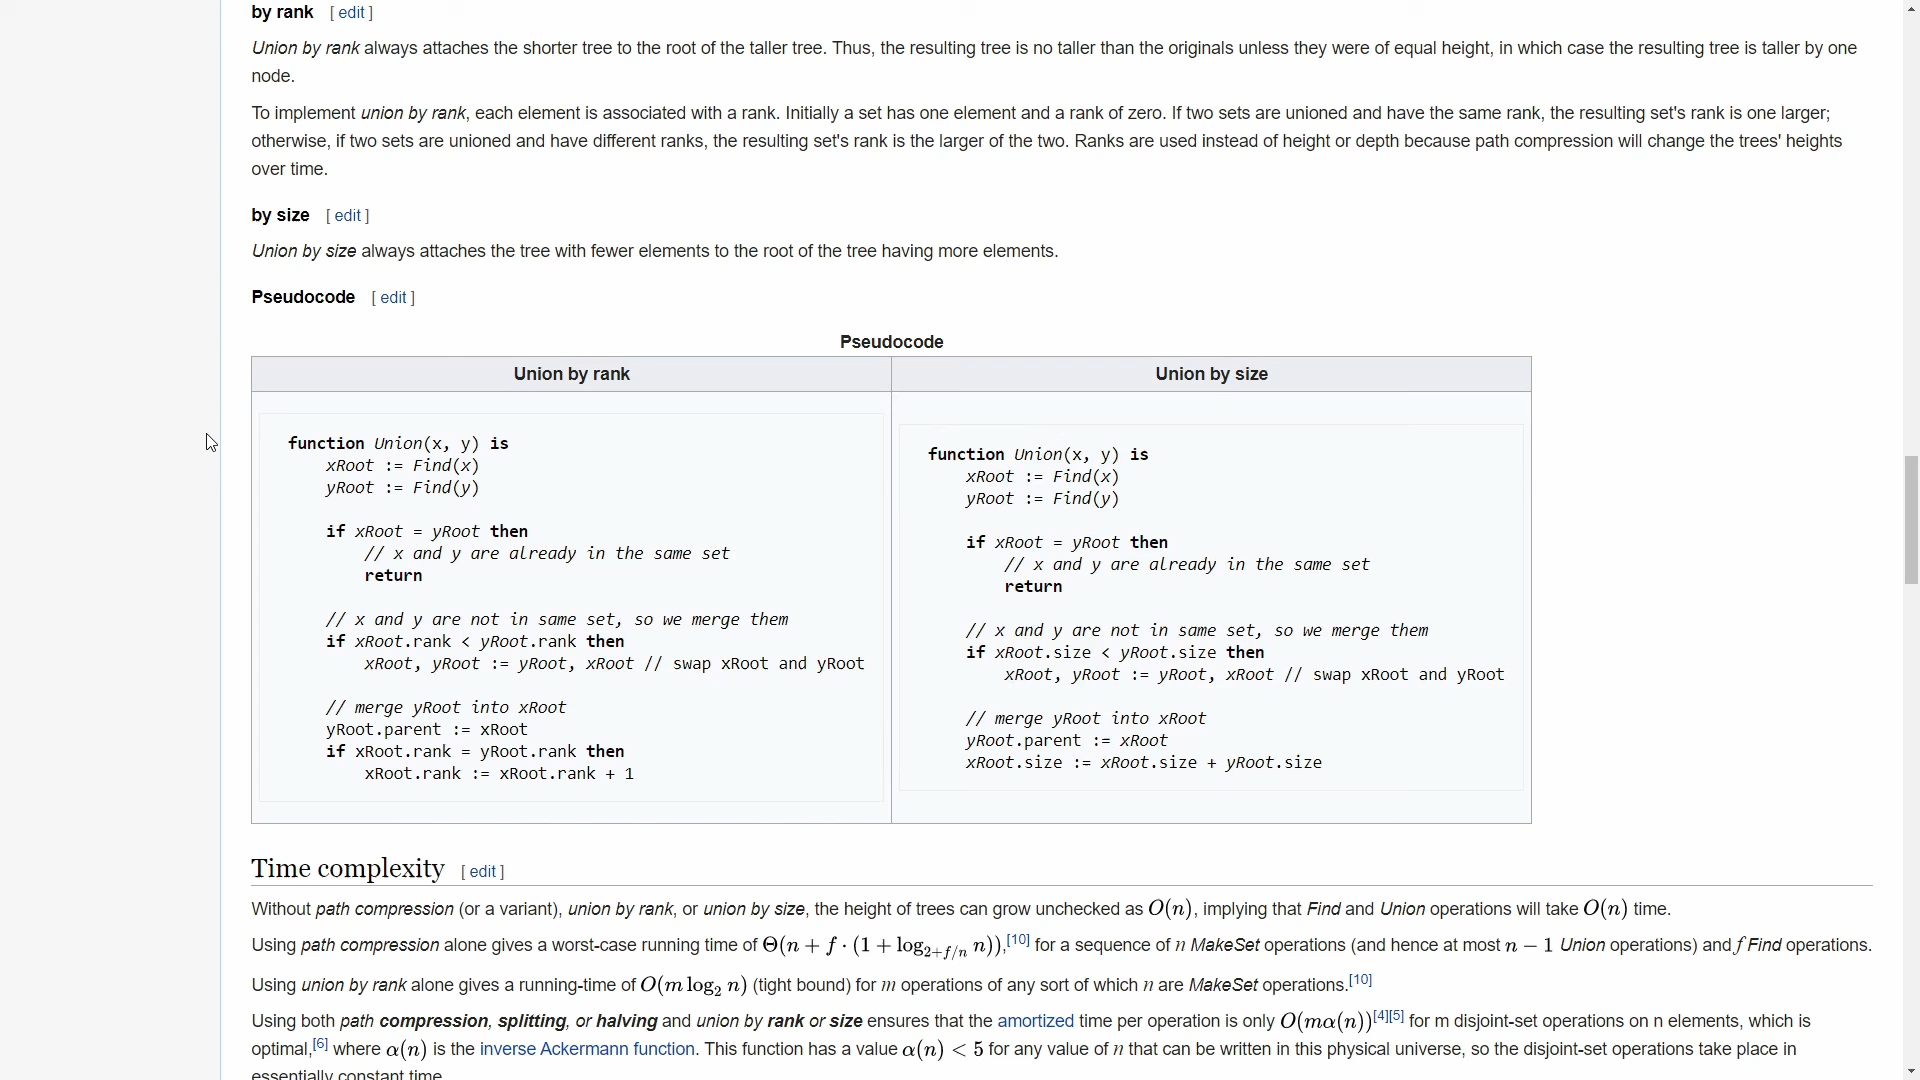 by rank [ edit ]
Union by rank always attaches the shorter tree to the root of the taller tree. Thus, the resulting tree is no taller than the originals unless they were of equal height, in which case the resulting tree is taller by one
node.
To implement union by rank, each element is associated with a rank. Initially a set has one element and a rank of zero. If two sets are unioned and have the same rank, the resulting set's rank is one larger;
otherwise, if two sets are unioned and have different ranks, the resulting set's rank is the larger of the two. Ranks are used instead of height or depth because path compression will change the trees' heights
over time.
by size [ edit ]
Union by size always attaches the tree with fewer elements to the root of the tree having more elements.
Pseudocode [ edit ]
Pseudocode
Union by rank
function Union(x, y) is
xRoot := Find(x)
yRoot := Find(y)
if xRoot = yRoot then
// x and y are already in the same set
return
// x and y are not in same set, so we merge them
if xRoot.rank < yRoot.rank then
xRoot, yRoot := yRoot, xRoot // swap xRoot and yRoot
// merge yRoot into xRoot
yRoot.parent := xRoot
if xRoot.rank = yRoot.rank then
xRoot.rank := xRoot.rank + 1
Union by size
function Union(x, y) is
xRoot := Find(x)
yRoot := Find(y)
if xRoot = yRoot then
// x and y are already in the same set
return
// x and y are not in same set, so we merge them
if xRoot.size < yRoot.size then
xRoot, yRoot := yRoot, xRoot // swap xRoot and yRoot
// merge yRoot into xRoot
yRoot.parent := xRoot
xRoot.size := xRoot.size + yRoot.size
Time complexity [ edit ]
Without path compression (or a variant), union by rank, or union by size, the height of trees can grow unchecked as O(n), implying that Find and Union operations will take O(n) time.
Using path compression alone gives a worst-case running time of Θ(n + f · (1 + log₂₊f/n n)),[10] for a sequence of n MakeSet operations (and hence at most n − 1 Union operations) and f Find operations.
Using union by rank alone gives a running-time of O(m log₂ n) (tight bound) for m operations of any sort of which n are MakeSet operations.[10]
Using both path compression, splitting, or halving and union by rank or size ensures that the amortized time per operation is only O(mα(n))[4][5] for m disjoint-set operations on n elements, which is
optimal,[6] where α(n) is the inverse Ackermann function. This function has a value α(n) < 5 for any value of n that can be written in this physical universe, so the disjoint-set operations take place in
essentially constant time.